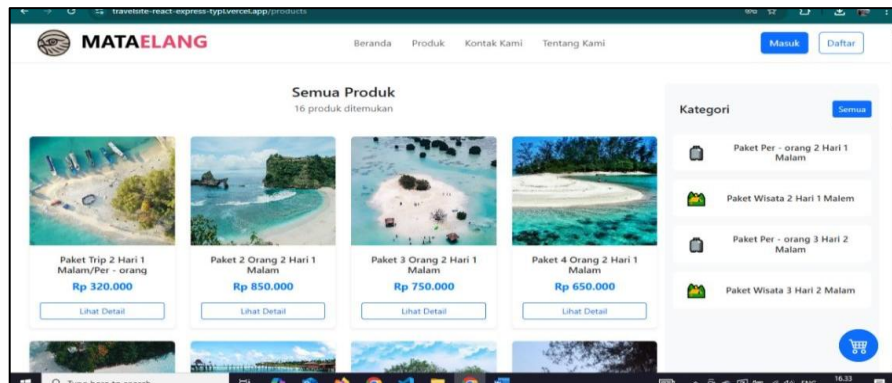 travelsite-react-express-typl.vercel.app/products
MATAELANG
Beranda Produk Kontak Kami Tentang Kami
Masuk Daftar
Semua Produk
16 produk ditemukan
Paket Trip 2 Hari 1
Malam/Per - orang
Rp 320.000
Lihat Detail
Paket 2 Orang 2 Hari 1
Malam
Rp 850.000
Lihat Detail
Paket 3 Orang 2 Hari 1
Malam
Rp 750.000
Lihat Detail
Paket 4 Orang 2 Hari 1
Malam
Rp 650.000
Lihat Detail
Kategori Semua
Paket Per - orang 2 Hari 1
Malam
Paket Wisata 2 Hari 1 Malem
Paket Per - orang 3 Hari 2
Malam
Paket Wisata 3 Hari 2 Malam
Type here to search
ENG 16.33